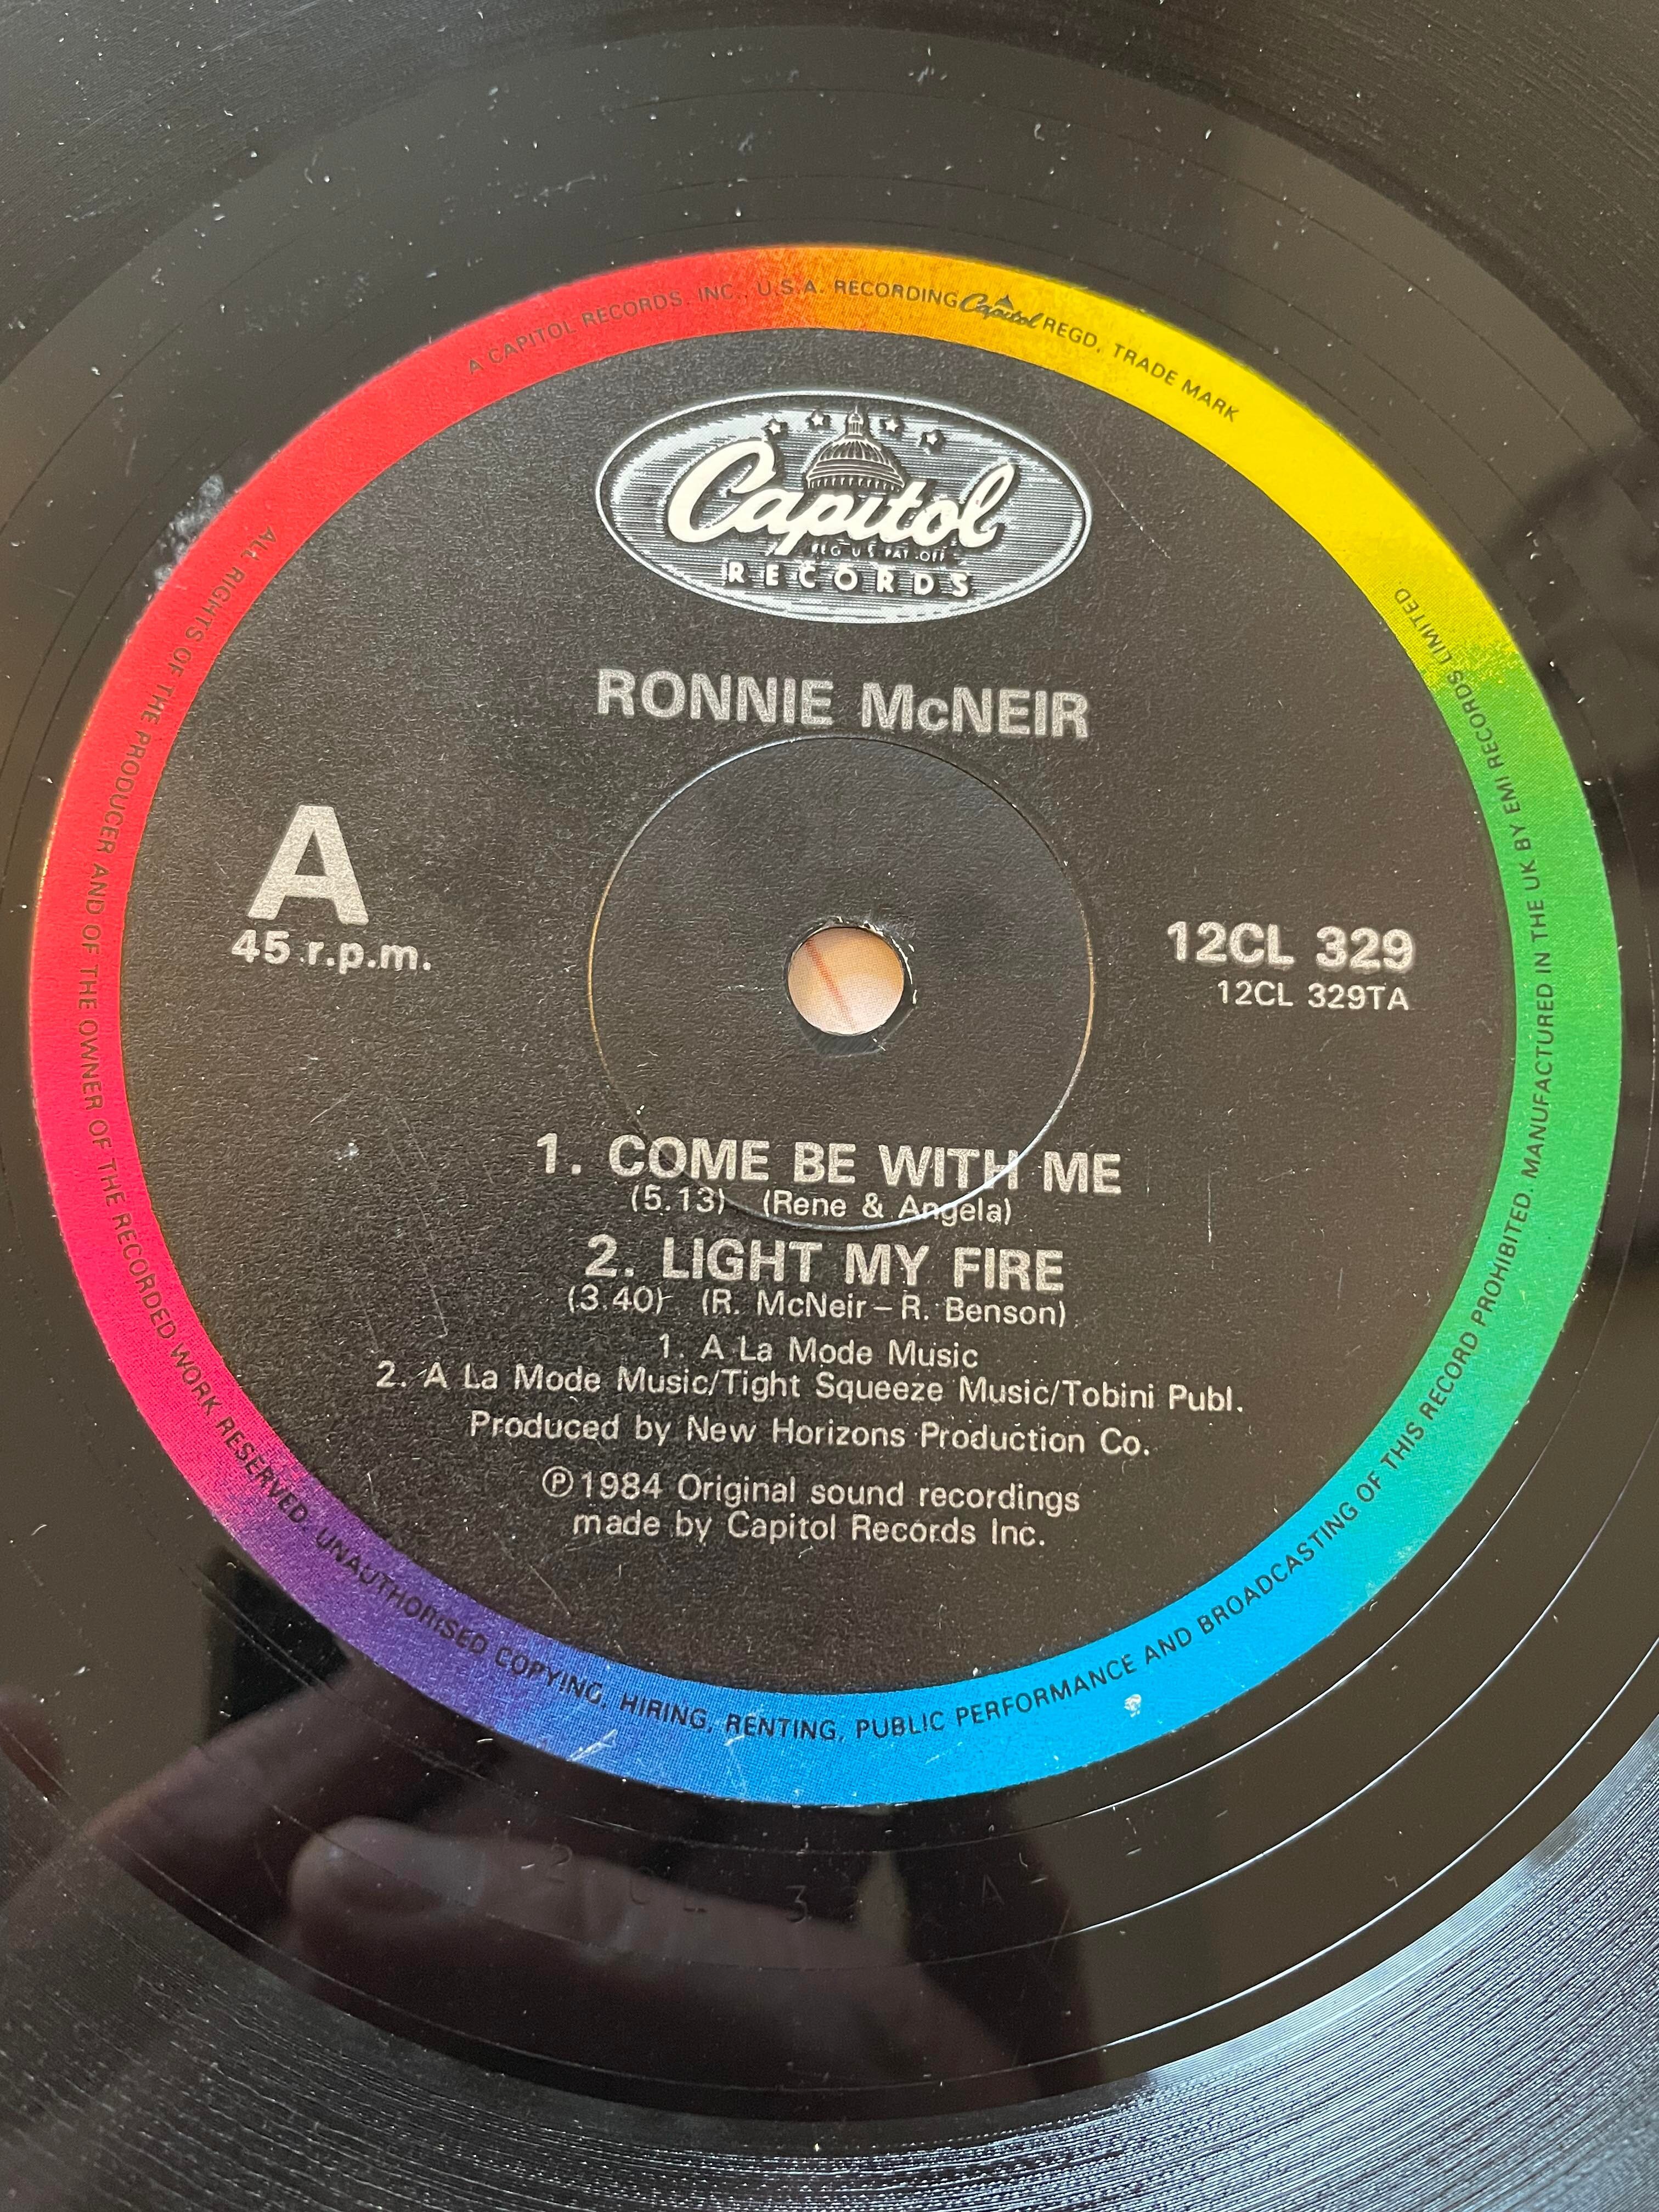 A CAPITOL RECORDS, INC., U.S.A. RECORDING Capitol REGD. TRADE MARK
Capitol
REG. U.S. PAT. OFF.
RECORDS
RONNIE McNEIR
A
45 r.p.m.
12CL 329
12CL 329TA
1. COME BE WITH ME
(5.13) (Rene & Angela)
2. LIGHT MY FIRE
(3.40) (R. McNeir – R. Benson)
1. A La Mode Music
2. A La Mode Music/Tight Squeeze Music/Tobini Publ.
Produced by New Horizons Production Co.
℗1984 Original sound recordings
made by Capitol Records Inc.
ALL RIGHTS OF THE PRODUCER AND OF THE OWNER OF THE RECORDED WORK RESERVED. UNAUTHORISED COPYING, HIRING, RENTING, PUBLIC PERFORMANCE AND BROADCASTING OF THIS RECORD PROHIBITED. MANUFACTURED IN THE UK BY EMI RECORDS LIMITED.